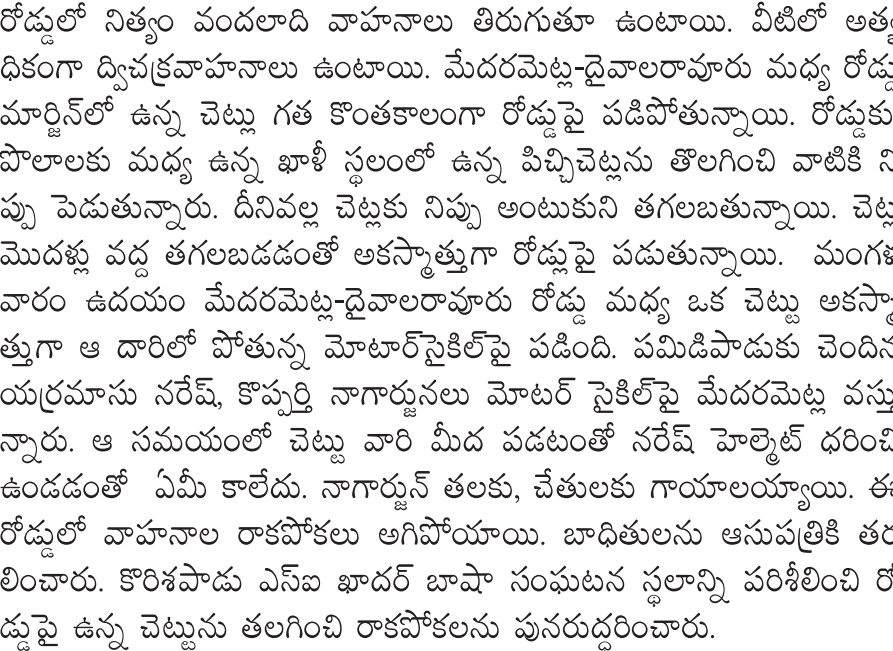 రోడ్డులో నిత్యం వందలాది వాహనాలు తిరుగుతూ ఉంటాయి. వీటిలో అత్య
ధికంగా ద్విచక్రవాహనాలు ఉంటాయి. మేదరమెట్ల-దైవాలరావూరు మధ్య రోడ్డు
మార్జిన్‌లో ఉన్న చెట్లు గత కొంతకాలంగా రోడ్డుపై పడిపోతున్నాయి. రోడ్డుకు
పొలాలకు మధ్య ఉన్న ఖాళీ స్థలంలో ఉన్న పిచ్చిచెట్లను తొలగించి వాటికి ని
ప్పు పెడుతున్నారు. దీనివల్ల చెట్లకు నిప్పు అంటుకుని తగలబతున్నాయి. చెట్ల
మొదళ్లు వద్ద తగలబడడంతో అకస్మాత్తుగా రోడ్లుపై పడుతున్నాయి. మంగళ
వారం ఉదయం మేదరమెట్ల-దైవాలరావూరు రోడ్డు మధ్య ఒక చెట్టు అకస్మా
త్తుగా ఆ దారిలో పోతున్న మోటార్‌సైకిల్‌పై పడింది. పమిడిపాడుకు చెందిన
యర్రమాసు నరేష్, కొప్పర్తి నాగార్జునలు మోటర్ సైకిల్‌పై మేదరమెట్ల వస్తు
న్నారు. ఆ సమయంలో చెట్టు వారి మీద పడటంతో నరేష్ హెల్మెట్ ధరించి
ఉండడంతో ఏమీ కాలేదు. నాగార్జున్ తలకు, చేతులకు గాయాలయ్యాయి. ఈ
రోడ్డులో వాహనాల రాకపోకలు అగిపోయాయి. బాధితులను ఆసుపత్రికి తర
లించారు. కొరిశపాడు ఎస్ఐ ఖాదర్ బాషా సంఘటన స్థలాన్ని పరిశీలించి రో
డ్డుపై ఉన్న చెట్టును తలగించి రాకపోకలను పునరుద్దరించారు.